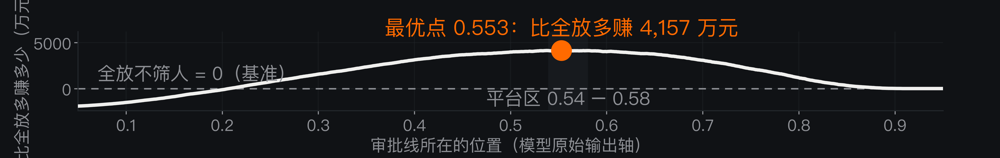 最优点 0.553：比全放多赚 4,157 万元
比全放多赚多少（万元
5000
全放不筛人 = 0（基准）
0
平台区 0.54 – 0.58
0.1
0.2
0.3
0.4
0.5
0.6
0.7
0.8
0.9
审批线所在的位置（模型原始输出轴）